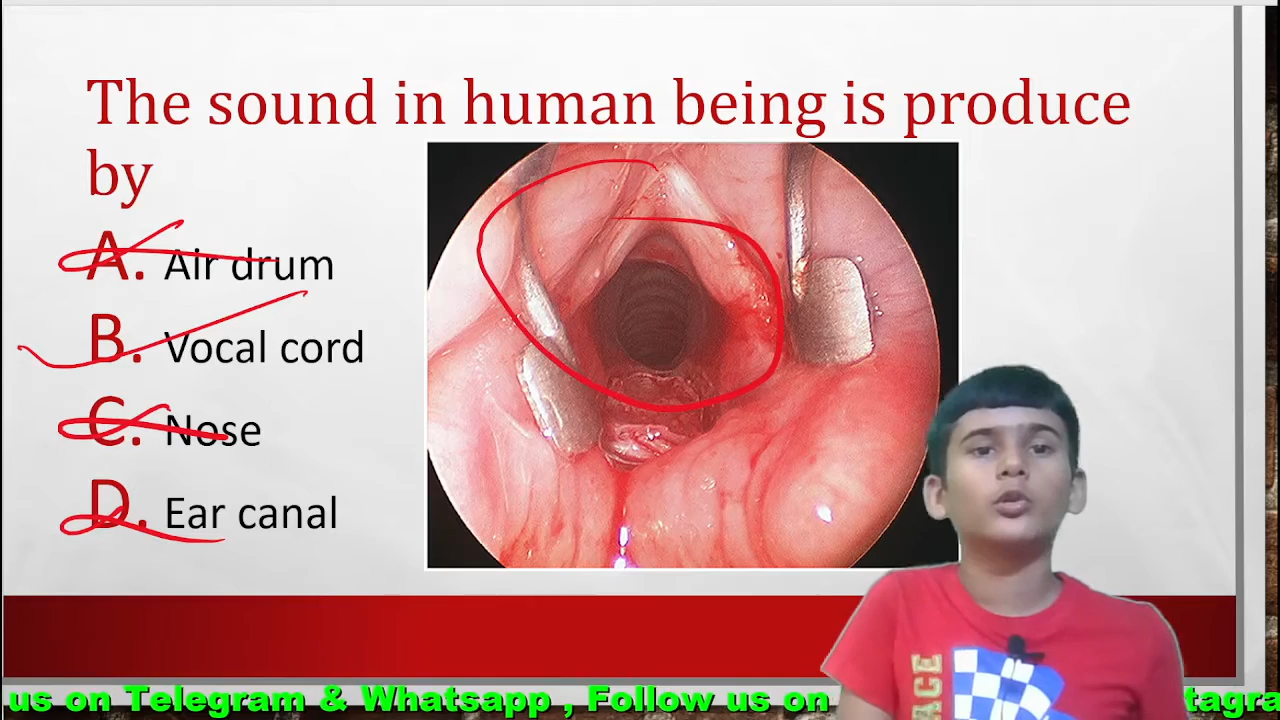 The sound in human being is produce
by
A. Air drum
B. Vocal cord
C. Nose
D. Ear canal
us on Telegram & Whatsapp , Follow us on